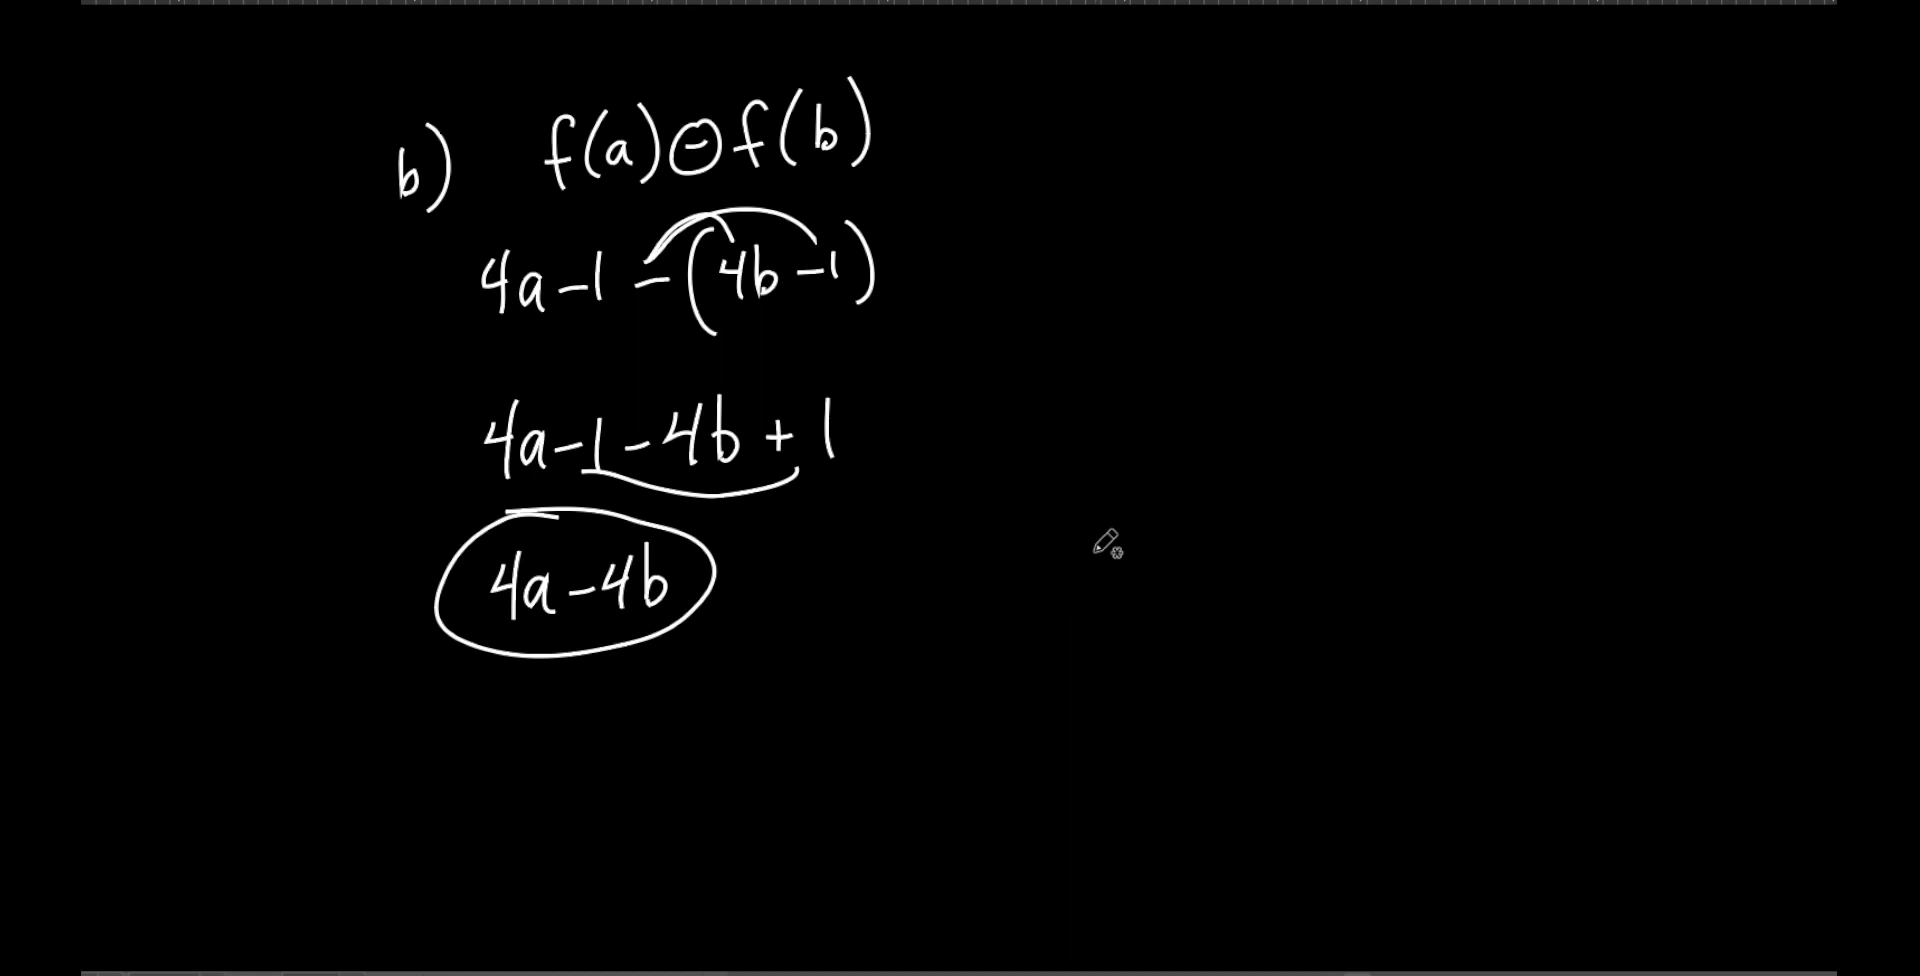 b) f(a) - f(b)
4a - 1 - (4b - 1)
4a - 1 - 4b + 1
4a - 4b